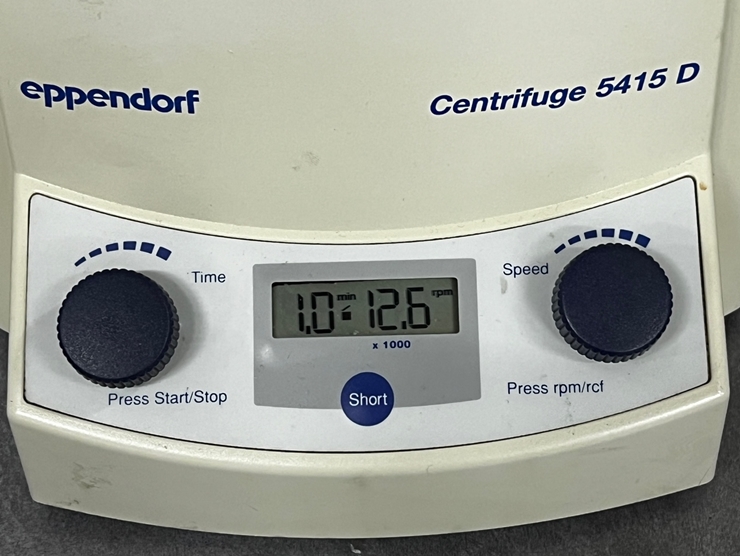 eppendorf
Centrifuge 5415 D
Time
Speed
1,0 min 12.6 rpm
x 1000
Press Start/Stop
Short
Press rpm/rcf